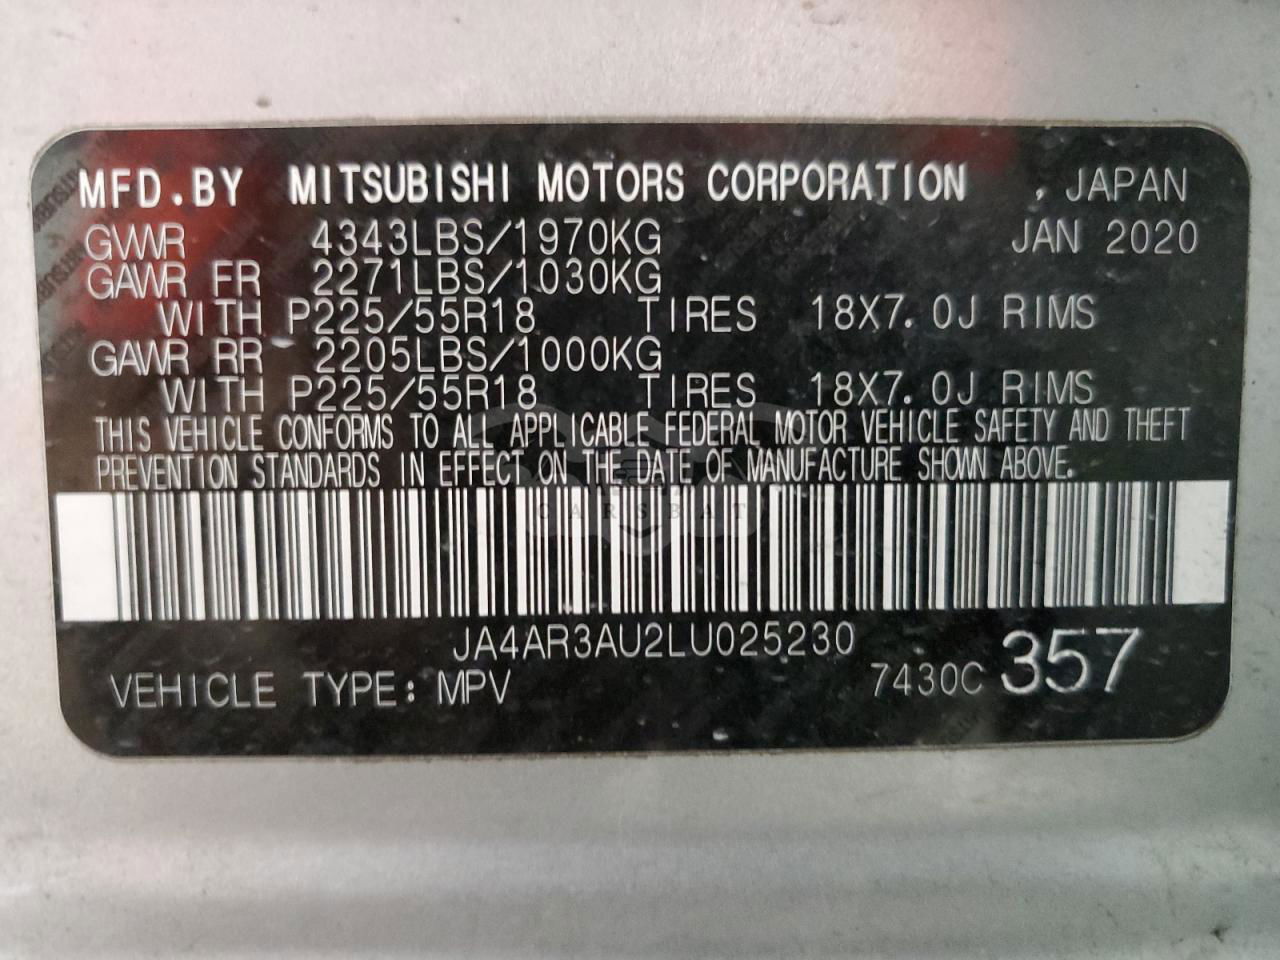 MFD.BY MITSUBISHI MOTORS CORPORATION , JAPAN
GVWR 4343LBS/1970KG JAN 2020
GAWR FR 2271LBS/1030KG
WITH P225/55R18 TIRES 18X7.0J RIMS
GAWR RR 2205LBS/1000KG
WITH P225/55R18 TIRES 18X7.0J RIMS
THIS VEHICLE CONFORMS TO ALL APPLICABLE FEDERAL MOTOR VEHICLE SAFETY AND THEFT
PREVENTION STANDARDS IN EFFECT ON THE DATE OF MANUFACTURE SHOWN ABOVE.
CARSBAT
JA4AR3AU2LU025230
VEHICLE TYPE: MPV 7430C 357